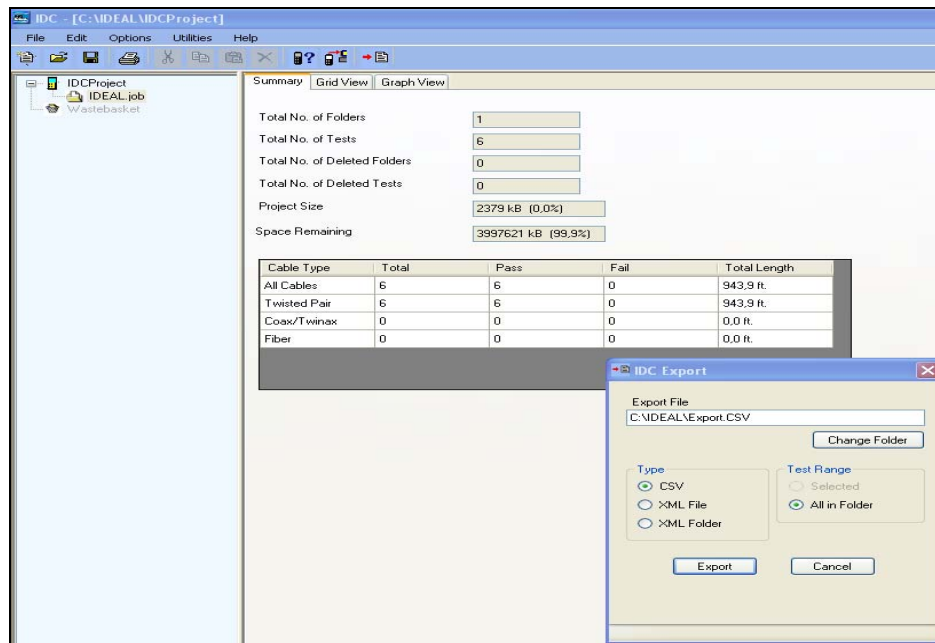 IDC - [C:\IDEAL\IDCProject]
File Edit Options Utilities Help
IDCProject
IDEAL.job
Wastebasket
Summary Grid View Graph View
Total No. of Folders 1
Total No. of Tests 6
Total No. of Deleted Folders 0
Total No. of Deleted Tests 0
Project Size 2379 kB (0,0%)
Space Remaining 3997621 kB (99,9%)
Cable Type Total Pass Fail Total Length
All Cables 6 6 0 943,9 ft.
Twisted Pair 6 6 0 943,9 ft.
Coax/Twinax 0 0 0 0,0 ft.
Fiber 0 0 0 0,0 ft.
IDC Export
Export File
C:\IDEAL\Export.CSV
Change Folder
Type Test Range
CSV Selected
XML File All in Folder
XML Folder
Export Cancel